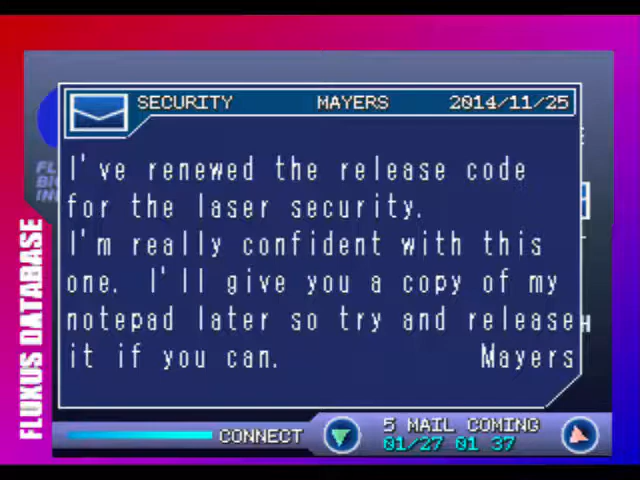 SECURITY MAYERS 2014/11/25
I've renewed the release code
for the laser security.
I'm really confident with this
one. I'll give you a copy of my
notepad later so try and release
it if you can. Mayers
FLUXUS DATABASE
CONNECT
5 MAIL COMING
01/27 01 37